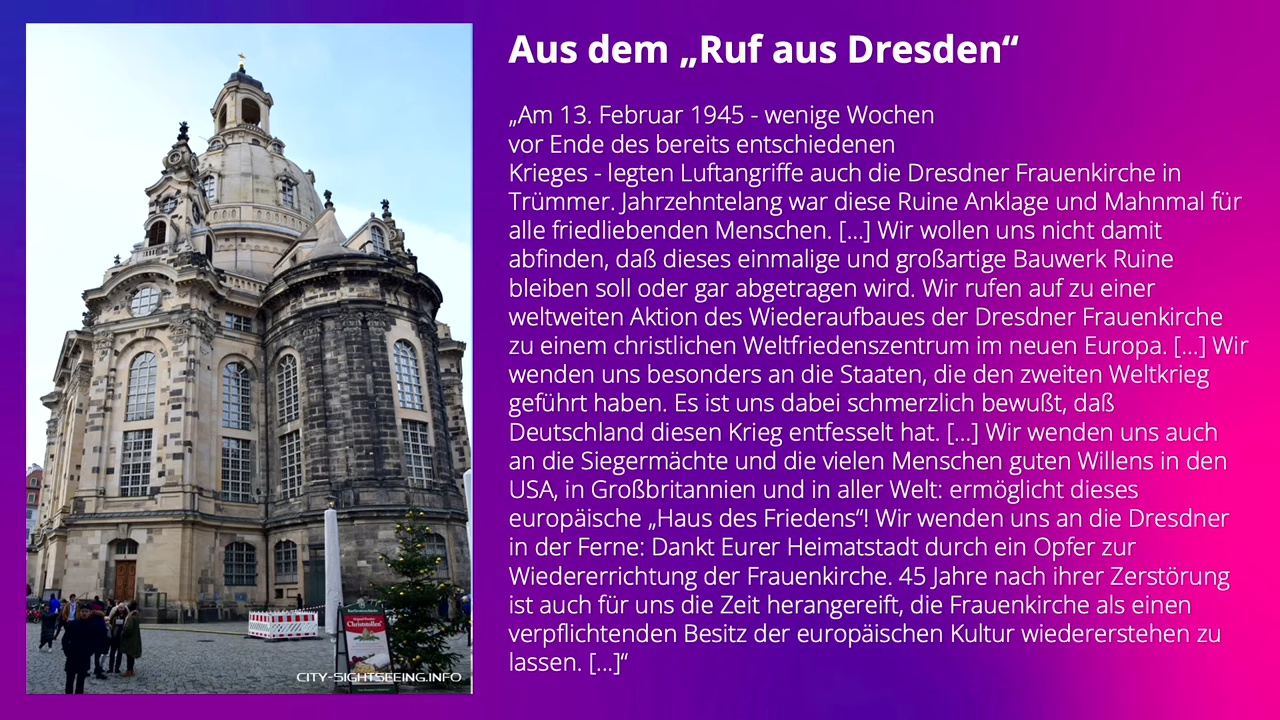 Aus dem „Ruf aus Dresden“
„Am 13. Februar 1945 - wenige Wochen
vor Ende des bereits entschiedenen
Krieges - legten Luftangriffe auch die Dresdner Frauenkirche in
Trümmer. Jahrzehntelang war diese Ruine Anklage und Mahnmal für
alle friedliebenden Menschen. [...] Wir wollen uns nicht damit
abfinden, daß dieses einmalige und großartige Bauwerk Ruine
bleiben soll oder gar abgetragen wird. Wir rufen auf zu einer
weltweiten Aktion des Wiederaufbaues der Dresdner Frauenkirche
zu einem christlichen Weltfriedenszentrum im neuen Europa. [...] Wir
wenden uns besonders an die Staaten, die den zweiten Weltkrieg
geführt haben. Es ist uns dabei schmerzlich bewußt, daß
Deutschland diesen Krieg entfesselt hat. [...] Wir wenden uns auch
an die Siegermächte und die vielen Menschen guten Willens in den
USA, in Großbritannien und in aller Welt: ermöglicht dieses
europäische „Haus des Friedens“! Wir wenden uns an die Dresdner
in der Ferne: Dankt Eurer Heimatstadt durch ein Opfer zur
Wiedererrichtung der Frauenkirche. 45 Jahre nach ihrer Zerstörung
ist auch für uns die Zeit herangereift, die Frauenkirche als einen
verpflichtenden Besitz der europäischen Kultur wiedererstehen zu
lassen. [...]“
Christstollen
CITY-SIGHTSEEING.INFO